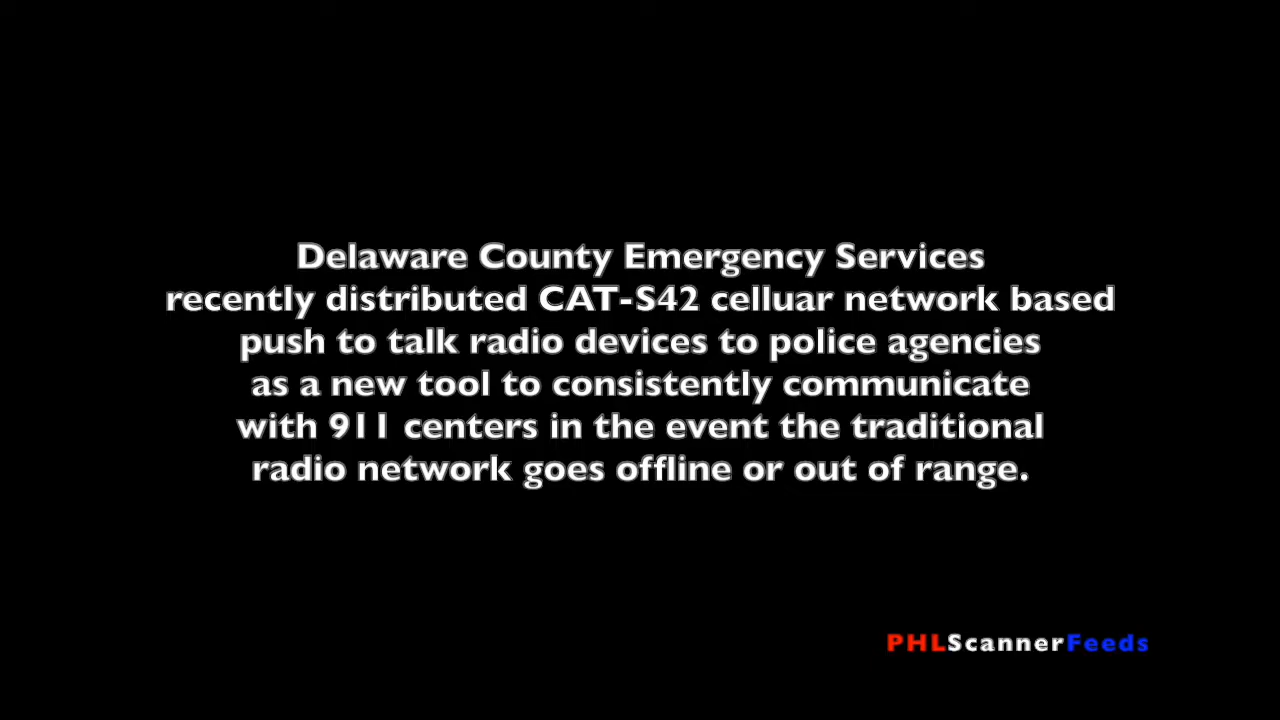 Delaware County Emergency Services
recently distributed CAT-S42 celluar network based
push to talk radio devices to police agencies
as a new tool to consistently communicate
with 911 centers in the event the traditional
radio network goes offline or out of range.
PHLScannerFeeds